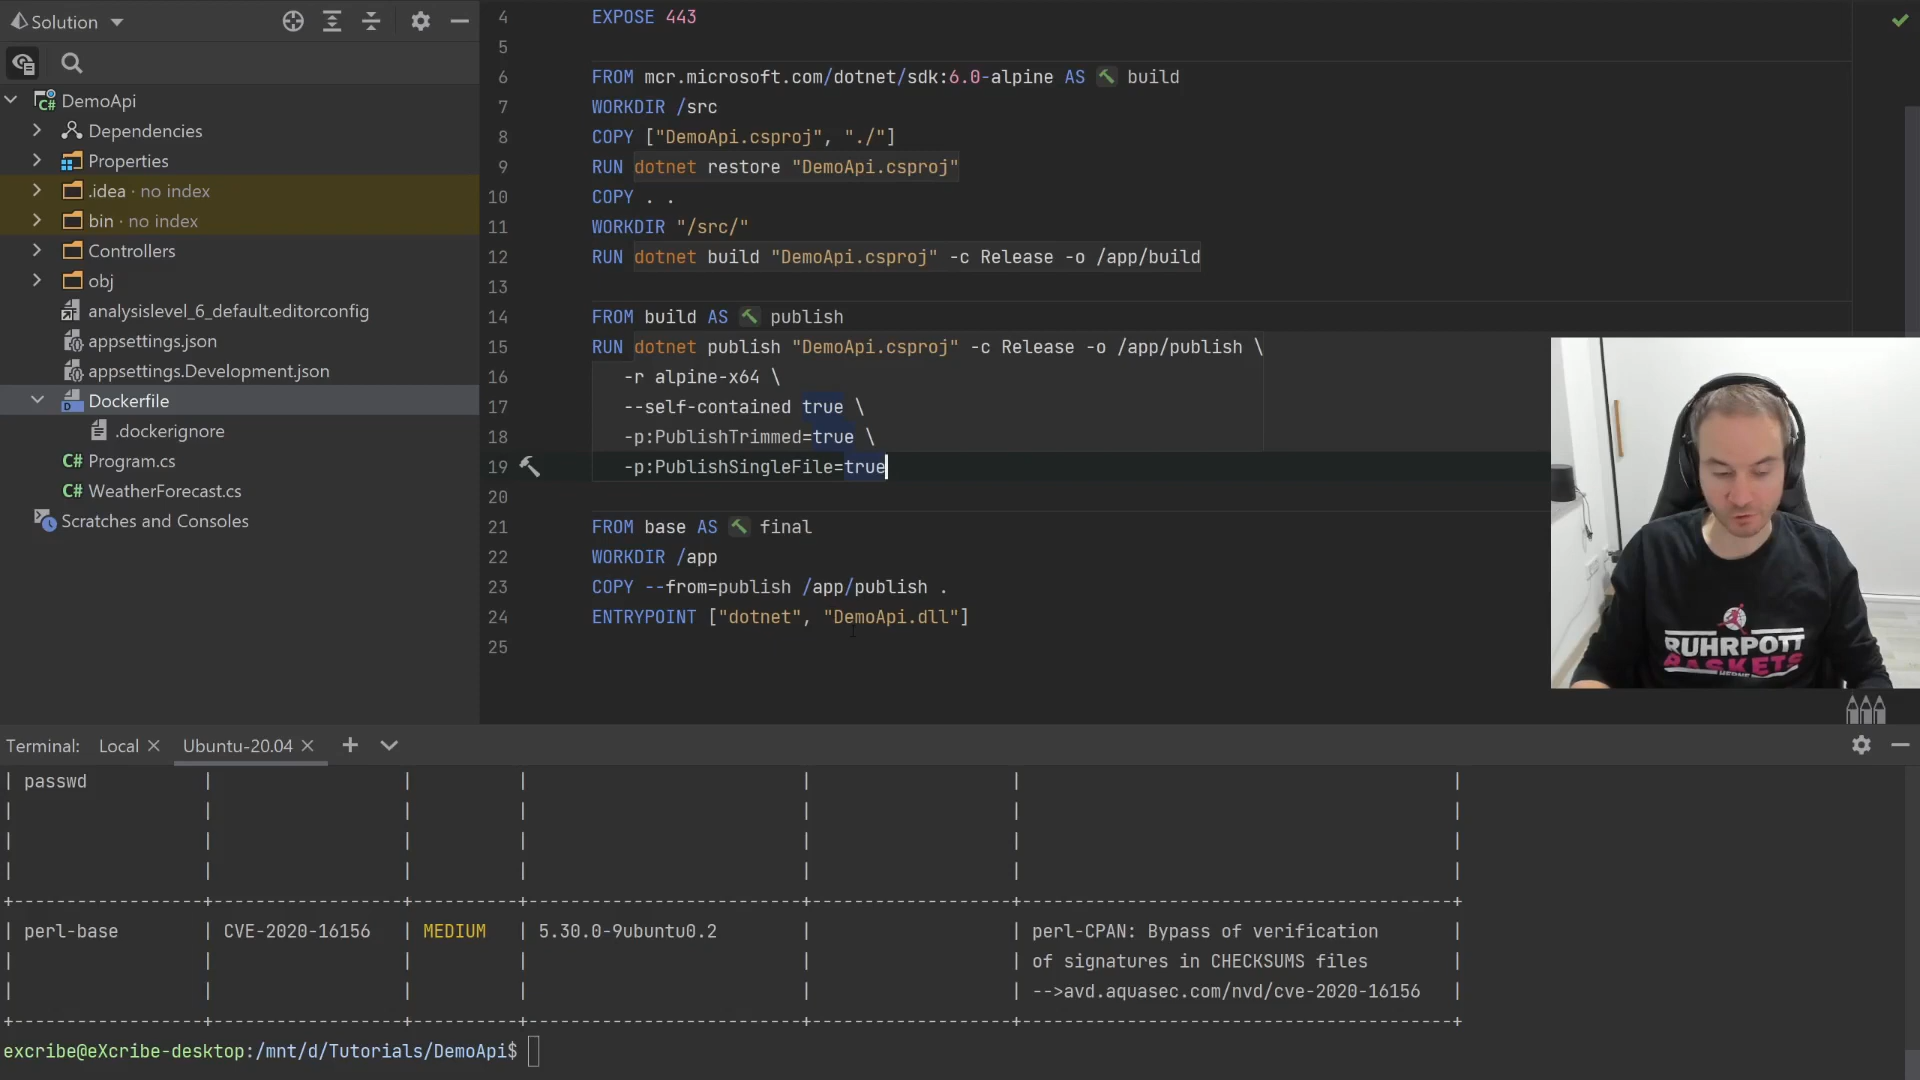 Solution
DemoApi
Dependencies
Properties
.idea · no index
bin · no index
Controllers
obj
analysislevel_6_default.editorconfig
appsettings.json
appsettings.Development.json
Dockerfile
.dockerignore
C# Program.cs
C# WeatherForecast.cs
Scratches and Consoles
4 EXPOSE 443
5
6 FROM mcr.microsoft.com/dotnet/sdk:6.0-alpine AS build
7 WORKDIR /src
8 COPY ["DemoApi.csproj", "./"]
9 RUN dotnet restore "DemoApi.csproj"
10 COPY . .
11 WORKDIR "/src/"
12 RUN dotnet build "DemoApi.csproj" -c Release -o /app/build
13
14 FROM build AS publish
15 RUN dotnet publish "DemoApi.csproj" -c Release -o /app/publish \
16 -r alpine-x64 \
17 --self-contained true \
18 -p:PublishTrimmed=true \
19 -p:PublishSingleFile=true
20
21 FROM base AS final
22 WORKDIR /app
23 COPY --from=publish /app/publish .
24 ENTRYPOINT ["dotnet", "DemoApi.dll"]
25
RUHRPOTT
BASKETS
HERNE
Terminal: Local Ubuntu-20.04
| passwd | | | | | |
| | | | | | |
| | | | | | |
| | | | | | |
| perl-base | CVE-2020-16156 | MEDIUM | 5.30.0-9ubuntu0.2 | | perl-CPAN: Bypass of verification |
| | | | | | of signatures in CHECKSUMS files |
| | | | | | -->avd.aquasec.com/nvd/cve-2020-16156 |
excribe@eXcribe-desktop:/mnt/d/Tutorials/DemoApi$